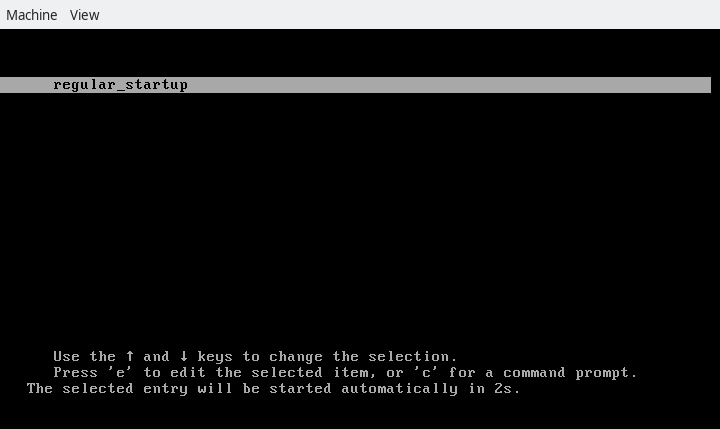 Machine View
regular_startup
Use the ↑ and ↓ keys to change the selection.
Press 'e' to edit the selected item, or 'c' for a command prompt.
The selected entry will be started automatically in 2s.